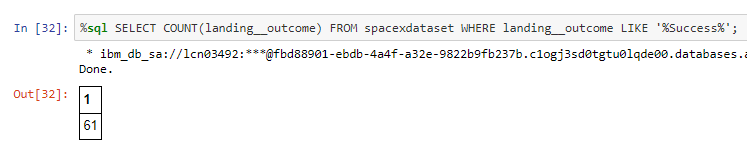 In [32]: %sql SELECT COUNT(landing__outcome) FROM spacexdataset WHERE landing__outcome LIKE '%Success%';
* ibm_db_sa://lcn03492:***@fbd88901-ebdb-4a4f-a32e-9822b9fb237b.c1ogj3sd0tgtu0lqde00.databases.a
Done.
Out[32]: 1
61